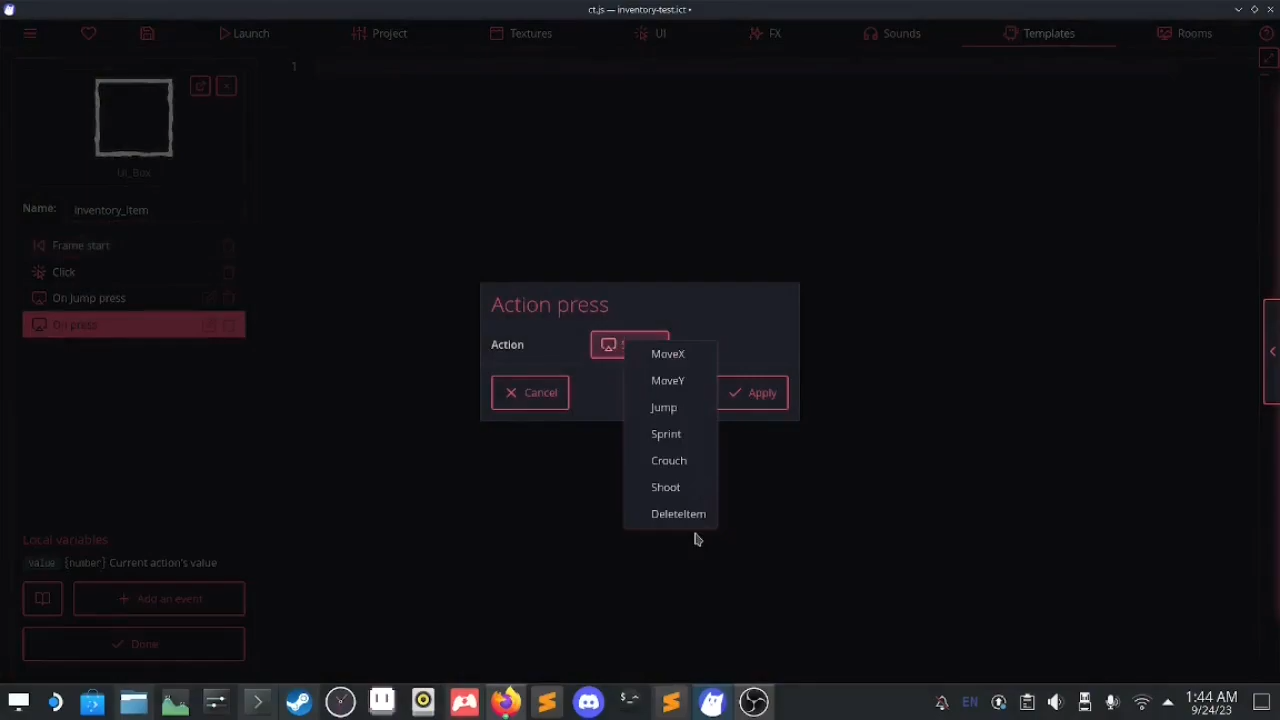 ct.js — inventory-test.ict •
Launch
Project
Textures
UI
FX
Sounds
Templates
Rooms
1
UI_Box
Name: Inventory_Item
Frame start
Click
On Jump press
On press
Action press
Action
MoveX
MoveY
Jump
Sprint
Crouch
Shoot
DeleteItem
Cancel
Apply
Local variables
value [number] Current action's value
Add an event
Done
EN
1:44 AM
9/24/23